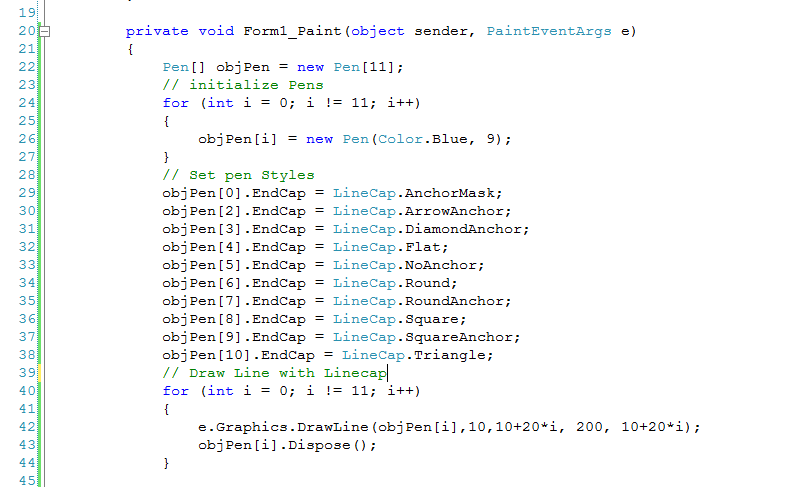 19
20 private void Form1_Paint(object sender, PaintEventArgs e)
21 {
22 Pen[] objPen = new Pen[11];
23 // initialize Pens
24 for (int i = 0; i != 11; i++)
25 {
26 objPen[i] = new Pen(Color.Blue, 9);
27 }
28 // Set pen Styles
29 objPen[0].EndCap = LineCap.AnchorMask;
30 objPen[2].EndCap = LineCap.ArrowAnchor;
31 objPen[3].EndCap = LineCap.DiamondAnchor;
32 objPen[4].EndCap = LineCap.Flat;
33 objPen[5].EndCap = LineCap.NoAnchor;
34 objPen[6].EndCap = LineCap.Round;
35 objPen[7].EndCap = LineCap.RoundAnchor;
36 objPen[8].EndCap = LineCap.Square;
37 objPen[9].EndCap = LineCap.SquareAnchor;
38 objPen[10].EndCap = LineCap.Triangle;
39 // Draw Line with Linecap
40 for (int i = 0; i != 11; i++)
41 {
42 e.Graphics.DrawLine(objPen[i],10,10+20*i, 200, 10+20*i);
43 objPen[i].Dispose();
44 }
45